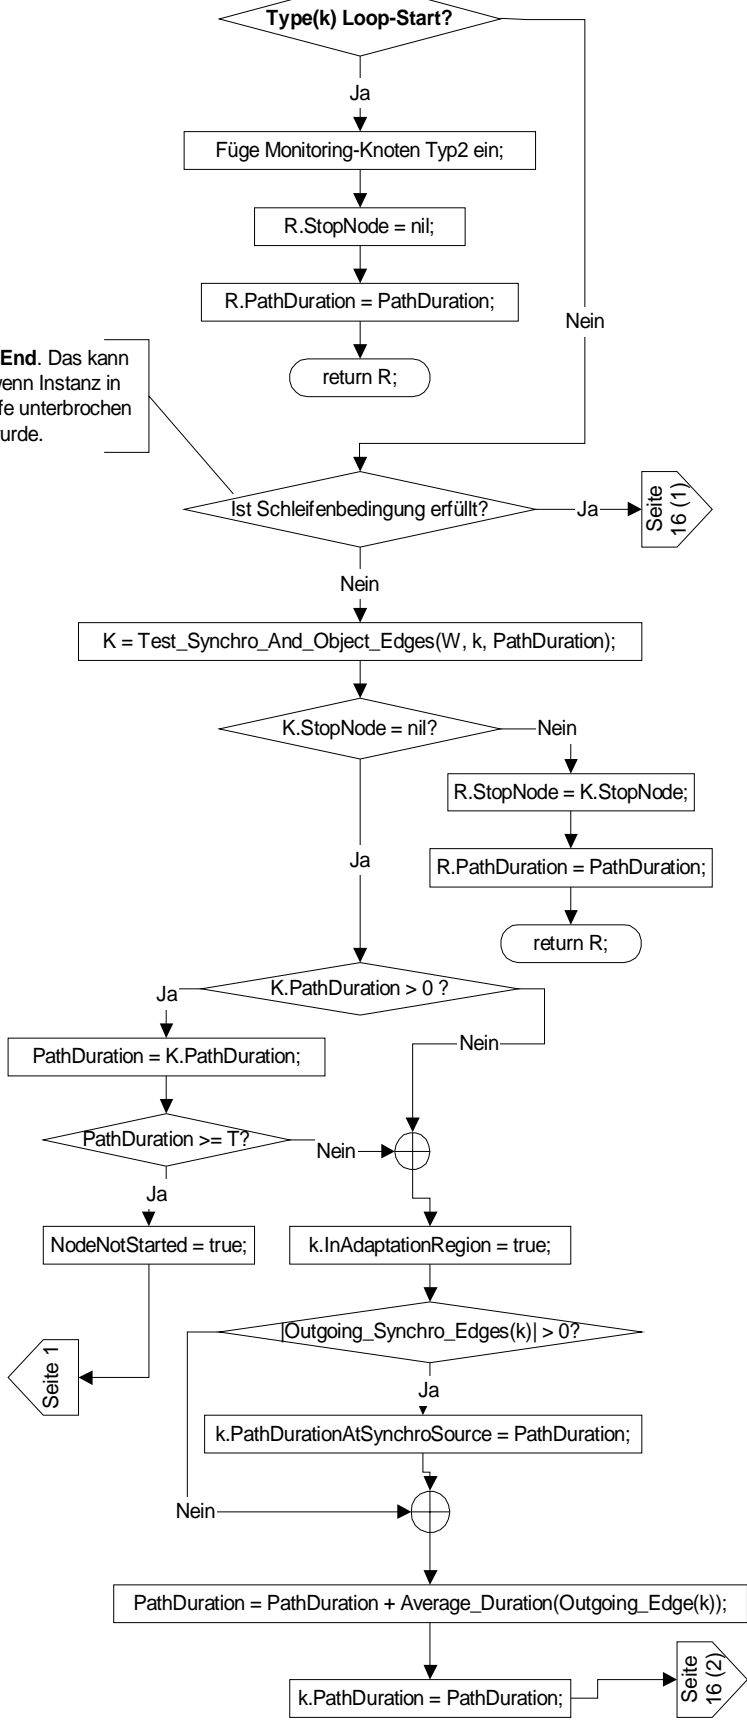 Type(k) Loop-Start?
Ja
Füge Monitoring-Knoten Typ2 ein;
R.StopNode = nil;
R.PathDuration = PathDuration;
Nein
return R;
End. Das kann
wenn Instanz in
unterbrochen
Ist Schleifenbedingung erfüllt?
Ja
Seite
16 (1)
Nein
K = Test_Synchro_And_Object_Edges(W, k, PathDuration);
K.StopNode = nil?
Nein
R.StopNode = K.StopNode;
R.PathDuration = PathDuration;
return R;
Ja
K.PathDuration > 0 ?
Ja
Nein
PathDuration = K.PathDuration;
PathDuration >= T?
Nein
Ja
NodeNotStarted = true;
k.InAdaptationRegion = true;
Seite 1
|Outgoing_Synchro_Edges(k)| > 0?
Ja
k.PathDurationAtSynchroSource = PathDuration;
Nein
PathDuration = PathDuration + Average_Duration(Outgoing_Edge(k));
k.PathDuration = PathDuration;
Seite
16 (2)